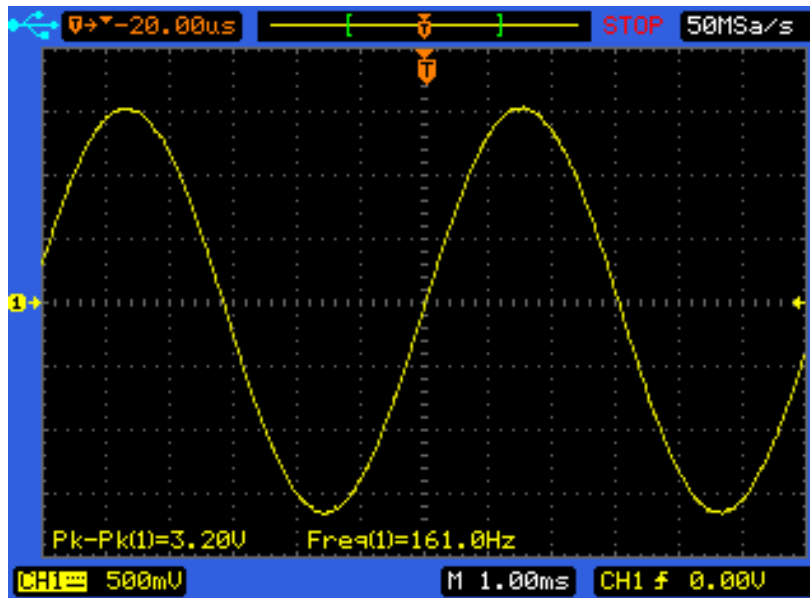 T→▼-20.00us T STOP 50MSa/s
T
1
Pk-Pk(1)=3.20V Freq(1)=161.0Hz
CH1 500mV M 1.00ms CH1 0.00V